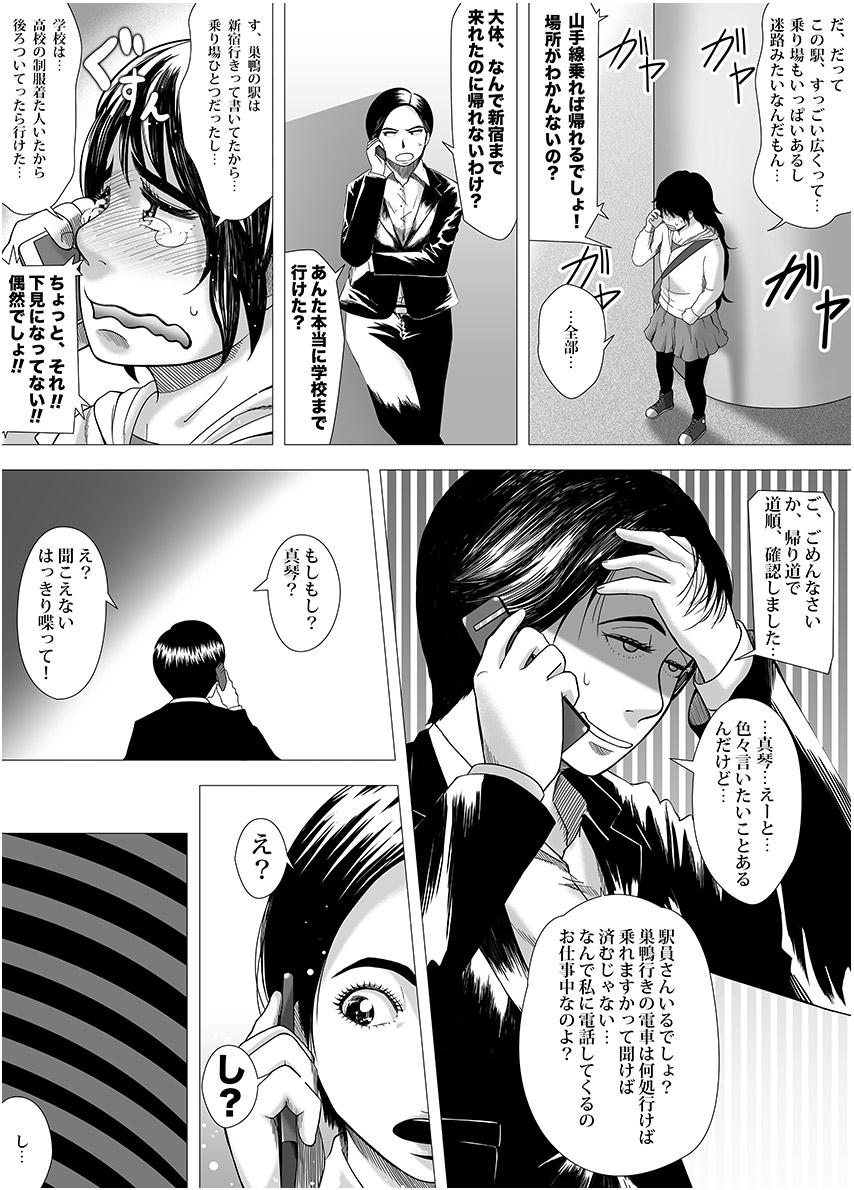 だ、だって
この駅、すっごい広くって…
乗り場もいっぱいあるし
迷路みたいなんだもん…
ガヤ
ガヤ
ガヤ
ガヤ
山手線乗れば帰れるでしょ！
場所がわかんないの？
…全部…
大体、なんで新宿まで
来れたのに帰れないわけ？
あんた本当に学校まで
行けた？
す、巣鴨の駅は
新宿行きって書いてたから…
乗り場ひとつだったし…
ぐすん
学校は…
高校の制服着た人いたから
後ろついてったら行けた…
ちょっと、それ!!
下見になってない!!
偶然でしょ!!
ご、ごめんなさい
か、帰り道で
道順、確認しました…
…真琴…えーと…
色々言いたいことある
んだけど…
駅員さんいるでしょ？
巣鴨行きの電車は何処行けば
乗れますかって聞けば
済むじゃない…
なんで私に電話してくるの
お仕事中なのよ？
もしもし？
真琴？
え？
聞こえない
はっきり喋って！
え？
し？
し…